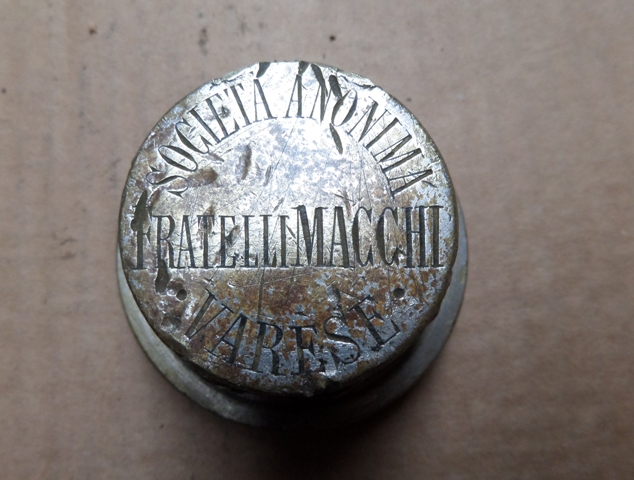 SOCIETÀ ANONIMA
FRATELLI MACCHI
· VARESE ·